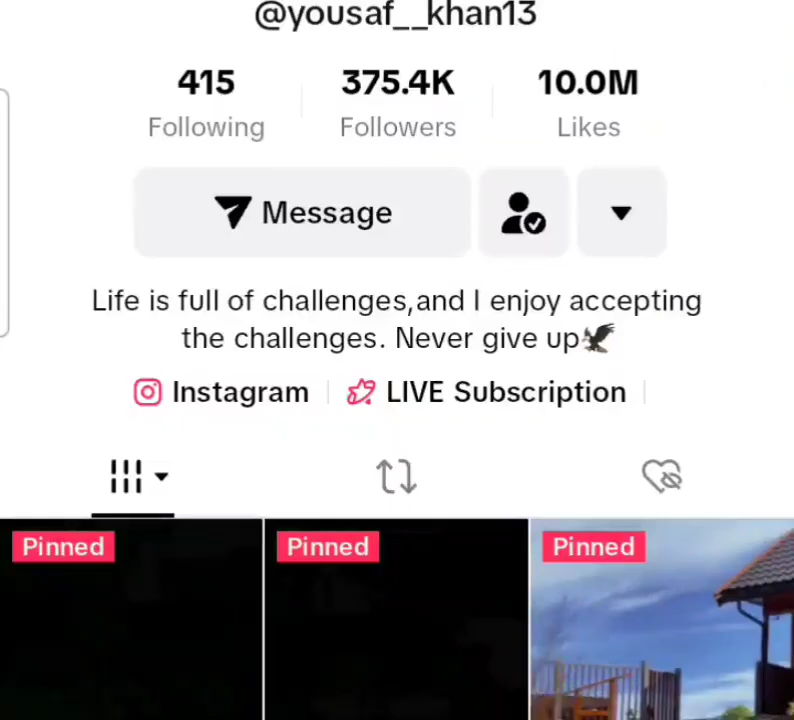 @yousaf__khan13
415 375.4K 10.0M
Following Followers Likes
Message
Life is full of challenges,and I enjoy accepting
the challenges. Never give up🦅
Instagram LIVE Subscription
Pinned Pinned Pinned